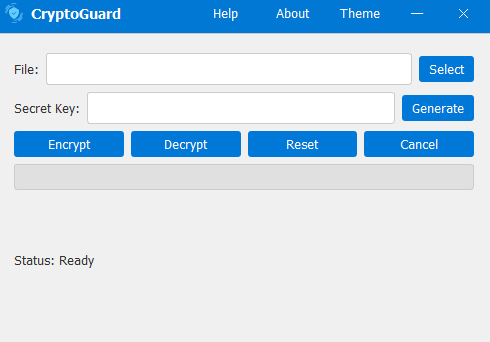 CryptoGuard Help About Theme
File: Select
Secret Key: Generate
Encrypt Decrypt Reset Cancel
Status: Ready